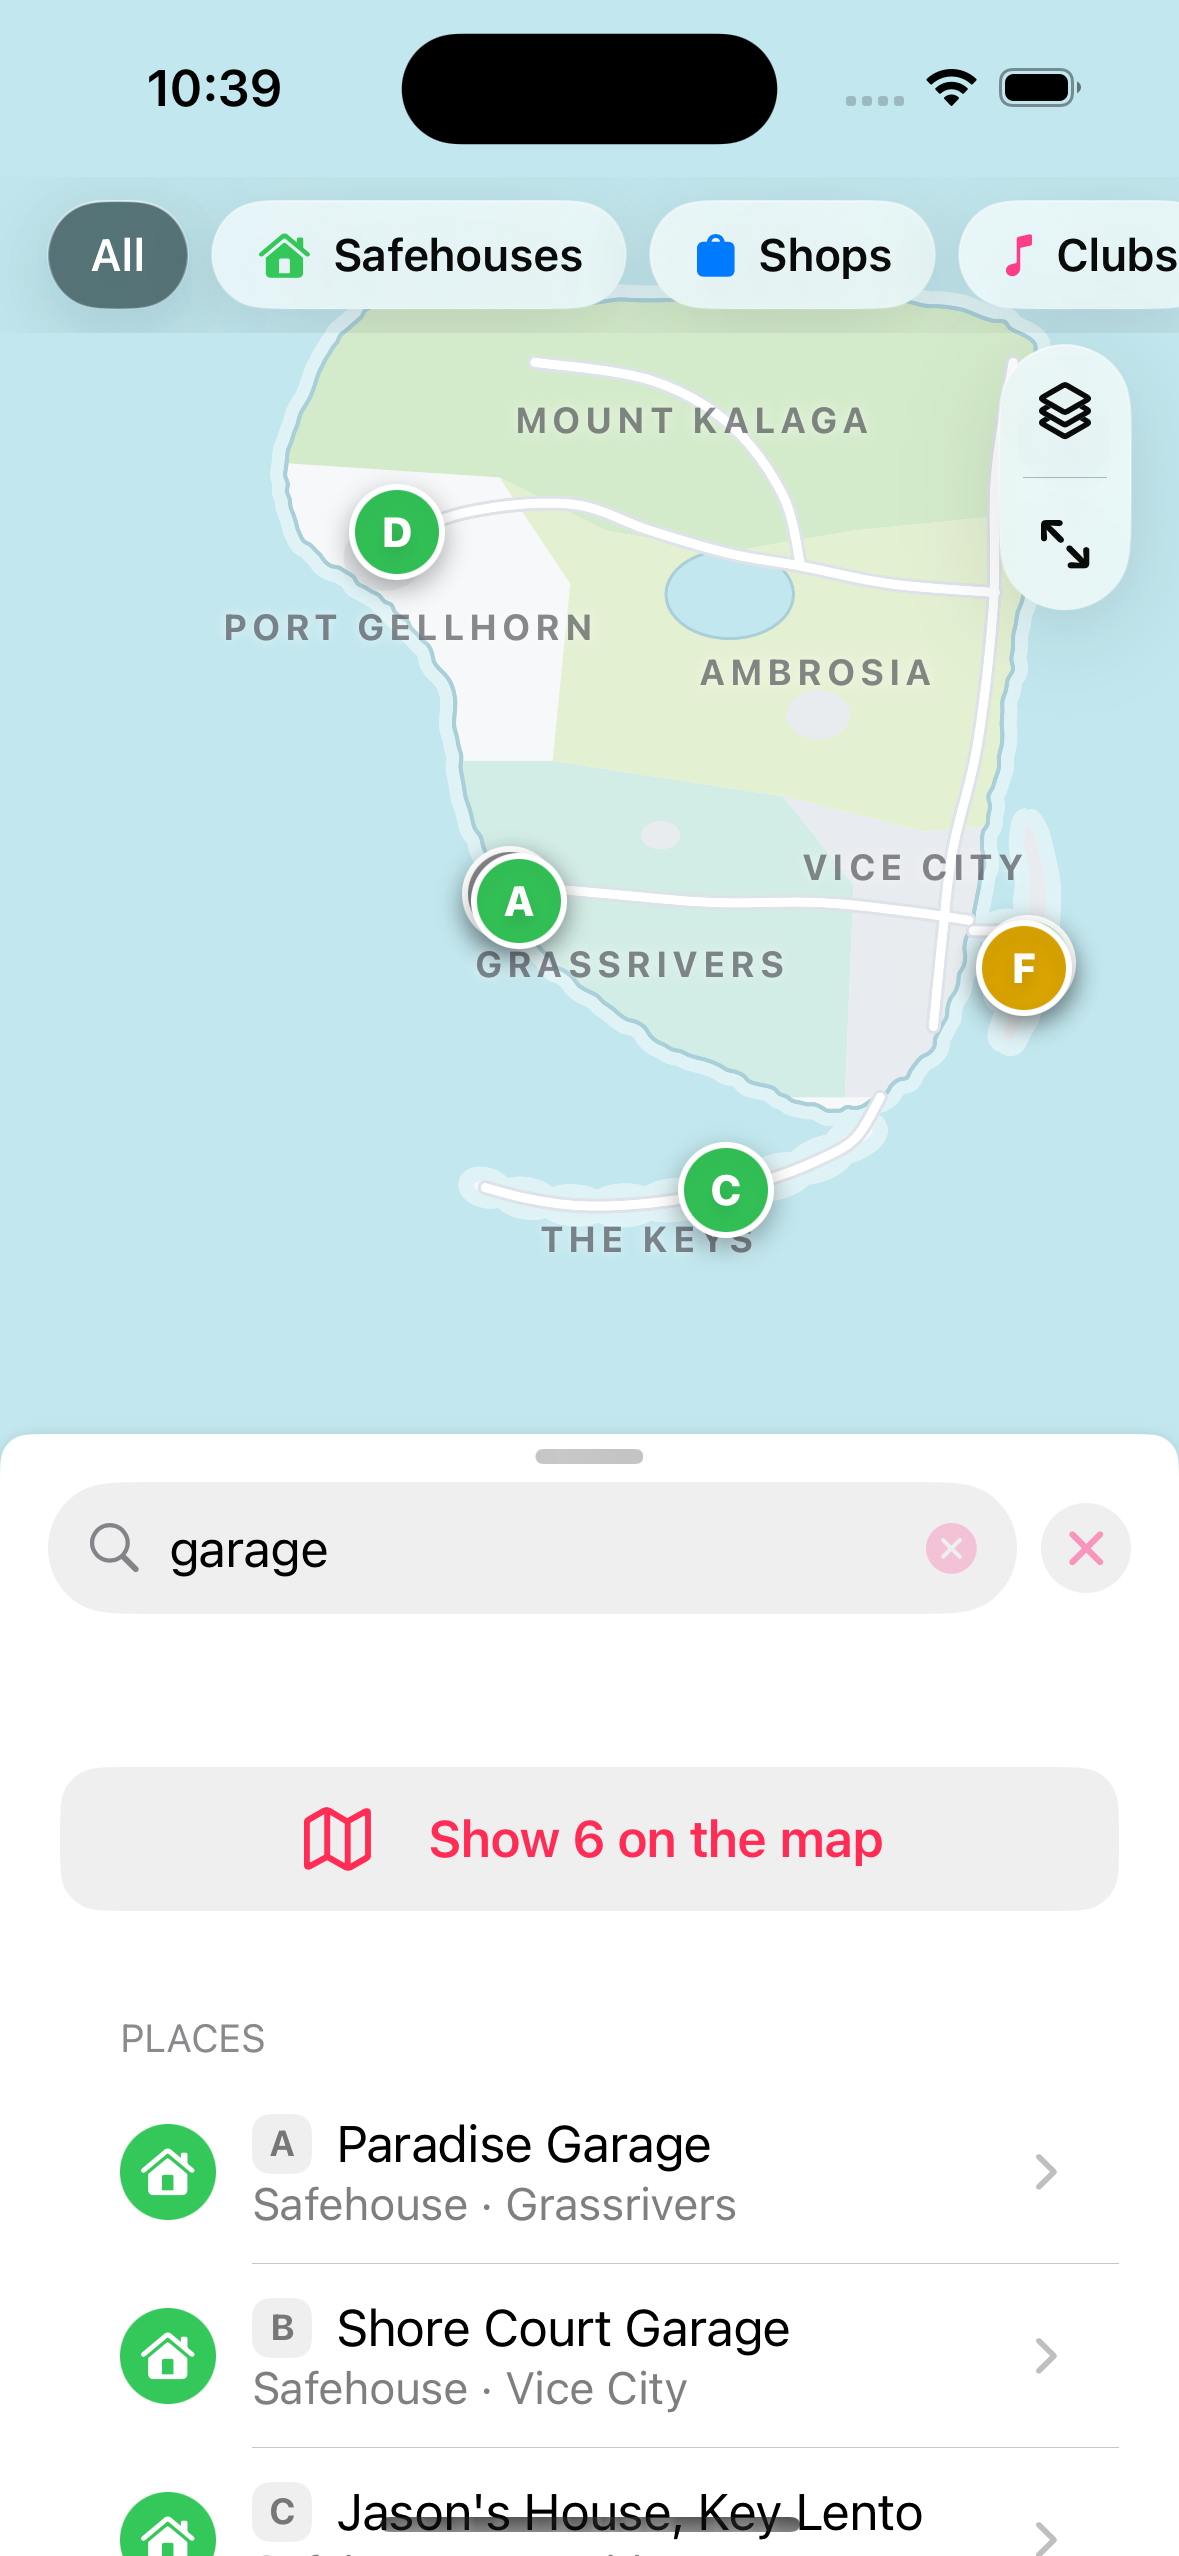 10:39
All
Safehouses
Shops
Clubs
MOUNT KALAGA
D
PORT GELLHORN
AMBROSIA
VICE CITY
A
F
GRASSRIVERS
C
THE KEYS
garage
Show 6 on the map
PLACES
A Paradise Garage
Safehouse · Grassrivers
B Shore Court Garage
Safehouse · Vice City
C Jason's House, Key Lento